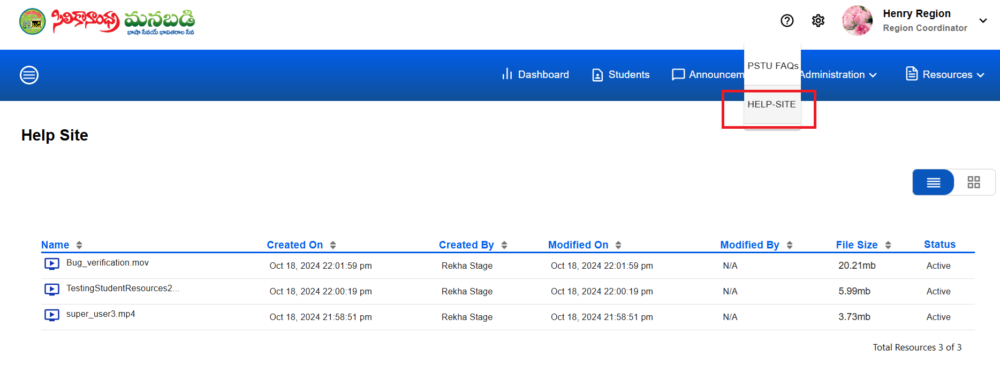 సిలికానాంధ్ర మనబడి
భాషా సేవయే భావితరాల సేవ
Henry Region
Region Coordinator
Dashboard
Students
Announcem
Administration
Resources
PSTU FAQs
HELP-SITE
Help Site
Name Created On Created By Modified On Modified By File Size Status
Bug_verification.mov Oct 18, 2024 22:01:59 pm Rekha Stage Oct 18, 2024 22:01:59 pm N/A 20.21mb Active
TestingStudentResources2... Oct 18, 2024 22:00:19 pm Rekha Stage Oct 18, 2024 22:00:19 pm N/A 5.99mb Active
super_user3.mp4 Oct 18, 2024 21:58:51 pm Rekha Stage Oct 18, 2024 21:58:51 pm N/A 3.73mb Active
Total Resources 3 of 3